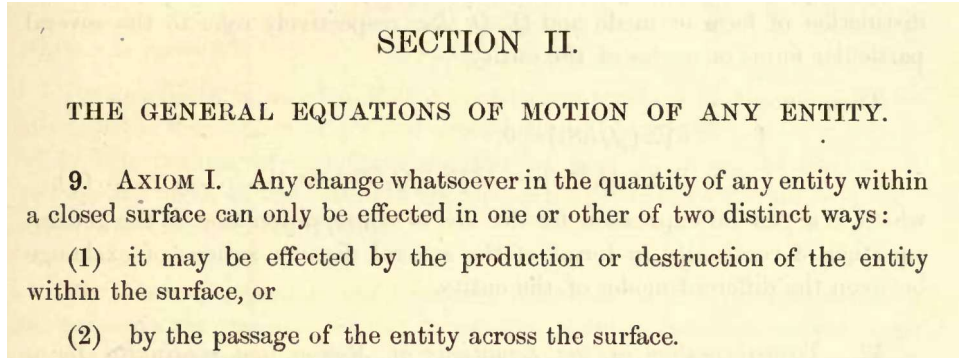 SECTION II.
THE GENERAL EQUATIONS OF MOTION OF ANY ENTITY.
9. AXIOM I. Any change whatsoever in the quantity of any entity within
a closed surface can only be effected in one or other of two distinct ways:
(1) it may be effected by the production or destruction of the entity
within the surface, or
(2) by the passage of the entity across the surface.